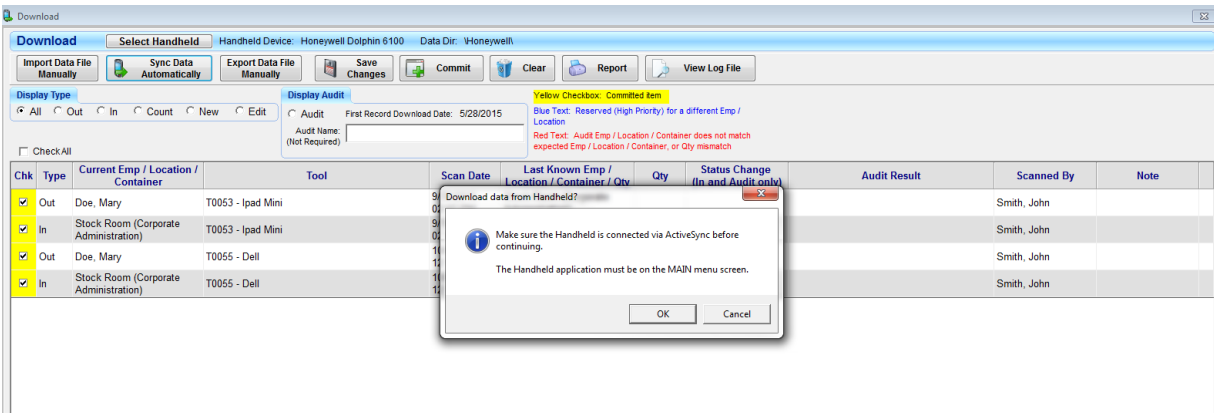 Download
Download Select Handheld Handheld Device: Honeywell Dolphin 6100 Data Dir: \Honeywell\
Import Data File Manually Sync Data Automatically Export Data File Manually Save Changes Commit Clear Report View Log File
Display Type Display Audit Yellow Checkbox: Committed item
All Out In Count New Edit Audit First Record Download Date: 5/28/2015 Blue Text: Reserved (High Priority) for a different Emp /
Location
Audit Name:
(Not Required)
Red Text: Audit Emp / Location / Container does not match
expected Emp / Location / Container, or Qty mismatch
Check All
Chk Type Current Emp / Location / Container Tool Scan Date Last Known Emp / Location / Container / Qty Qty Status Change (In and Audit only) Audit Result Scanned By Note
Out Doe, Mary T0053 - Ipad Mini Smith, John
In Stock Room (Corporate Administration) T0053 - Ipad Mini Smith, John
Out Doe, Mary T0055 - Dell Smith, John
In Stock Room (Corporate Administration) T0055 - Dell Smith, John
Download data from Handheld?
Make sure the Handheld is connected via ActiveSync before
continuing.
The Handheld application must be on the MAIN menu screen.
OK Cancel